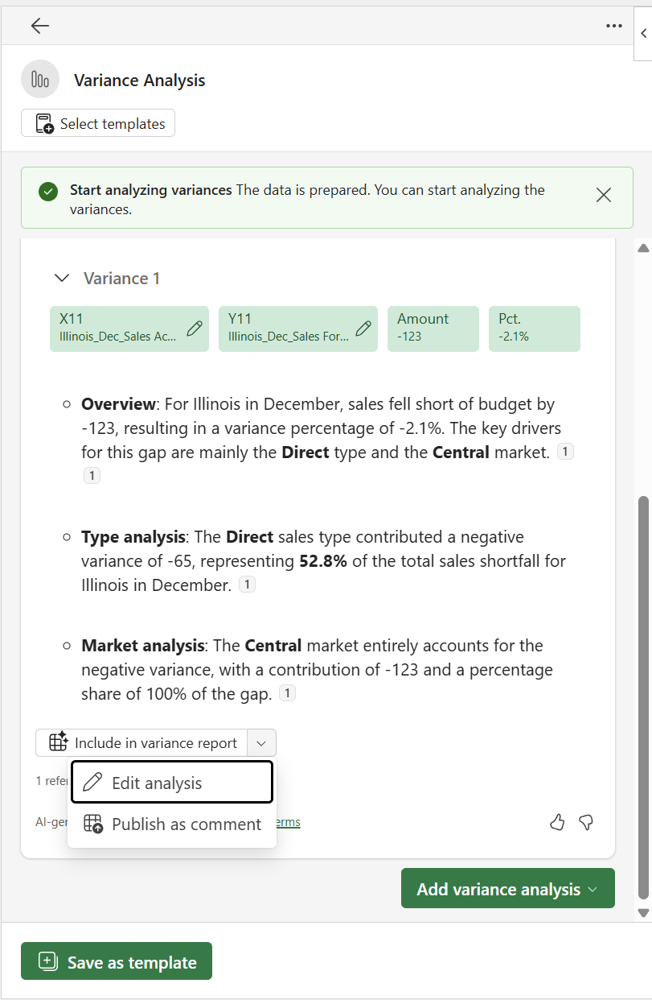 Variance Analysis
Select templates
Start analyzing variances The data is prepared. You can start analyzing the
variances.
Variance 1
X11
Illinois_Dec_Sales Ac...
Y11
Illinois_Dec_Sales For...
Amount
-123
Pct.
-2.1%
Overview: For Illinois in December, sales fell short of budget by
-123, resulting in a variance percentage of -2.1%. The key drivers
for this gap are mainly the Direct type and the Central market. 1
1
Type analysis: The Direct sales type contributed a negative
variance of -65, representing 52.8% of the total sales shortfall for
Illinois in December. 1
Market analysis: The Central market entirely accounts for the
negative variance, with a contribution of -123 and a percentage
share of 100% of the gap. 1
Include in variance report
1 refe
Edit analysis
AI-ger
Publish as comment
erms
Add variance analysis
Save as template